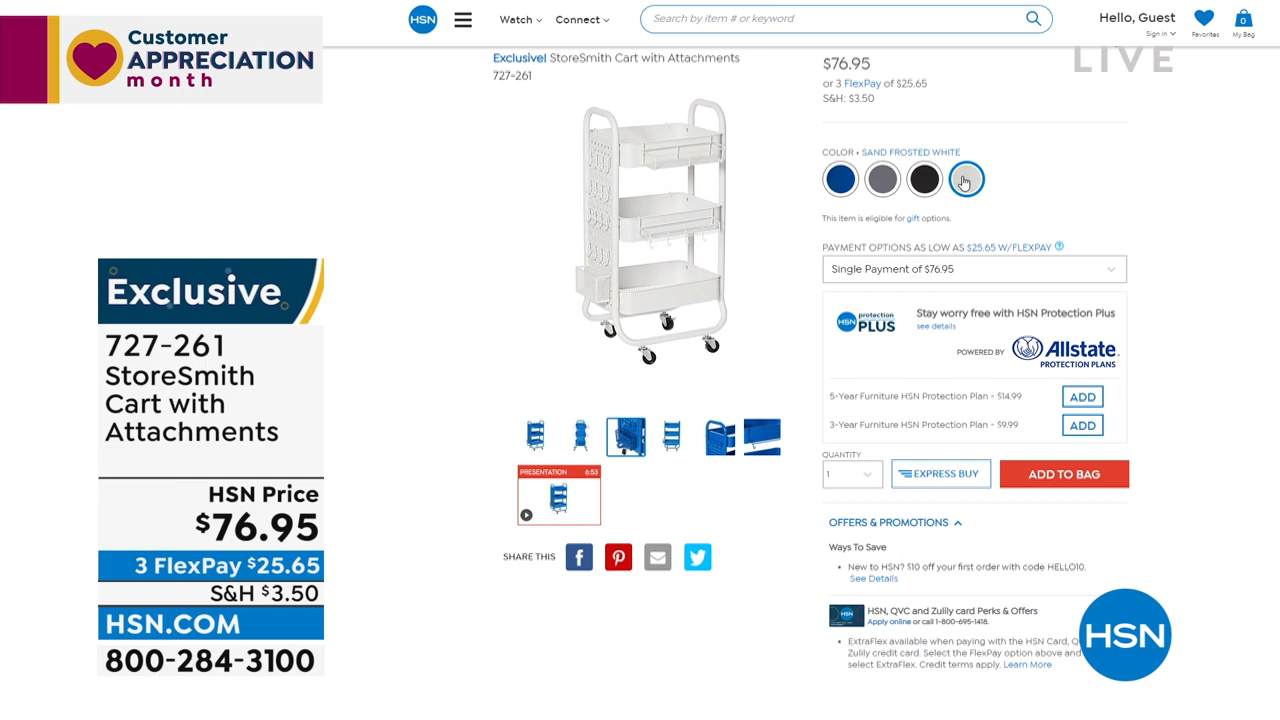 Customer
APPRECIATION
month
HSN
Watch
Connect
Search by item # or keyword
Hello, Guest
Sign in
Favorites
0
My Bag
LIVE
Exclusive! StoreSmith Cart with Attachments
727-261
$76.95
or 3 FlexPay of $25.65
S&H: $3.50
COLOR • SAND FROSTED WHITE
This item is eligible for gift options.
PAYMENT OPTIONS AS LOW AS $25.65 W/FLEXPAY ?
Single Payment of $76.95
HSN protection PLUS
Stay worry free with HSN Protection Plus
see details
POWERED BY
Allstate
PROTECTION PLANS
5-Year Furniture HSN Protection Plan - $14.99
ADD
3-Year Furniture HSN Protection Plan - $9.99
ADD
QUANTITY
1
EXPRESS BUY
ADD TO BAG
PRESENTATION 6:53
SHARE THIS
OFFERS & PROMOTIONS
Ways To Save
• New to HSN? $10 off your first order with code HELLO10.
See Details
HSN
HSN, QVC and Zulily card Perks & Offers
Apply online or call 1-800-695-1418.
• ExtraFlex available when paying with the HSN Card, Q
Zulily credit card. Select the FlexPay option above and
select ExtraFlex. Credit terms apply. Learn More
HSN
Exclusive
727-261
StoreSmith
Cart with
Attachments
HSN Price
$76.95
3 FlexPay $25.65
S&H $3.50
HSN.COM
800-284-3100